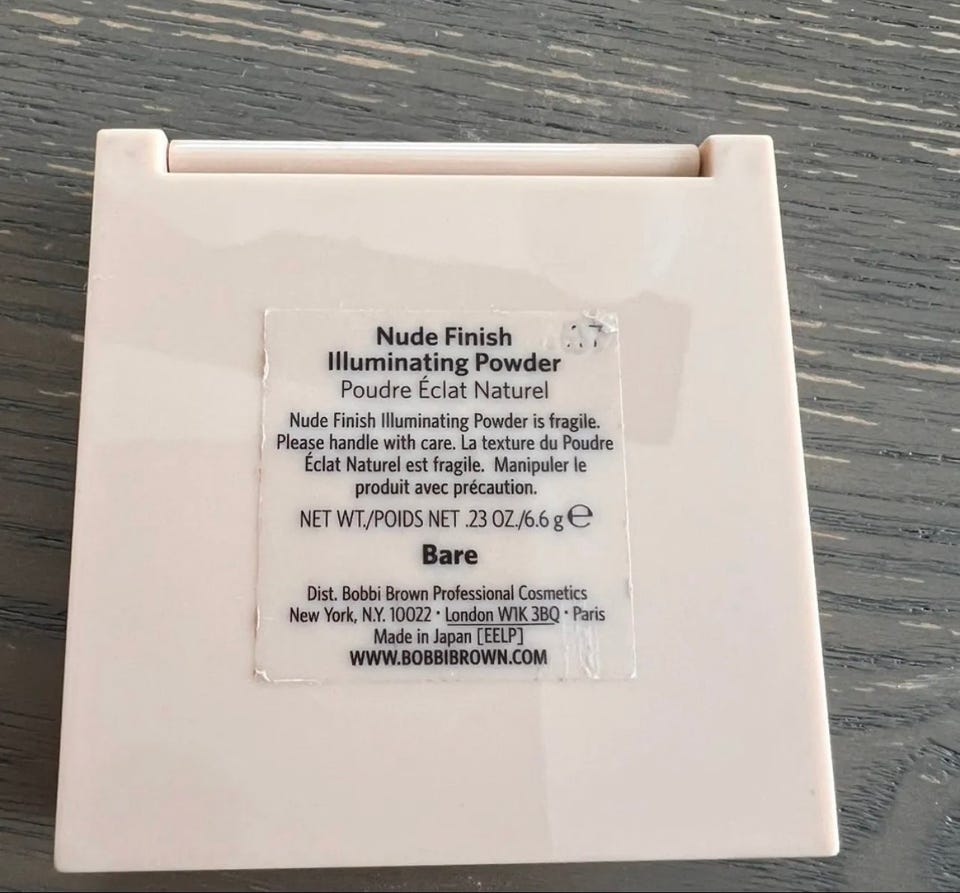 Nude Finish
Illuminating Powder
Poudre Éclat Naturel
Nude Finish Illuminating Powder is fragile.
Please handle with care. La texture du Poudre
Éclat Naturel est fragile. Manipuler le
produit avec précaution.
NET WT./POIDS NET .23 OZ./6.6 g ℮
Bare
Dist. Bobbi Brown Professional Cosmetics
New York, N.Y. 10022 · London W1K 3BQ · Paris
Made in Japan [EELP]
WWW.BOBBIBROWN.COM